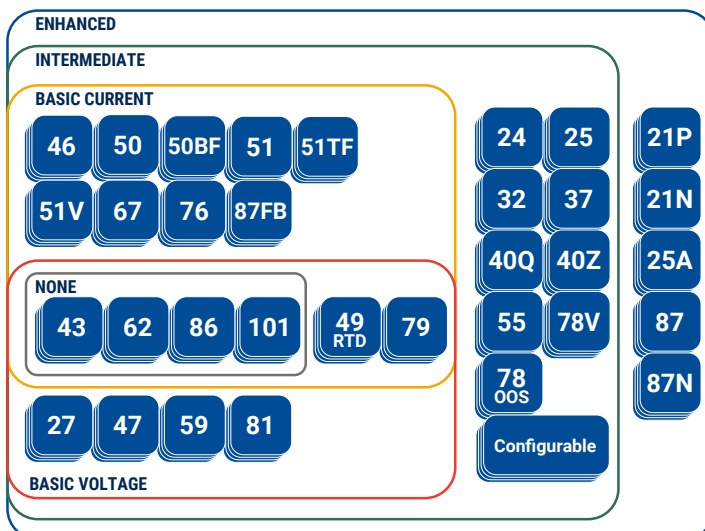 ENHANCED
INTERMEDIATE
BASIC CURRENT
46 50 50BF 51 51TF
51V 67 76 87FB
NONE
43 62 86 101
49
RTD
79
27 47 59 81
BASIC VOLTAGE
24 25
32 37
40Q 40Z
55 78V
78
OOS
Configurable
21P
21N
25A
87
87N